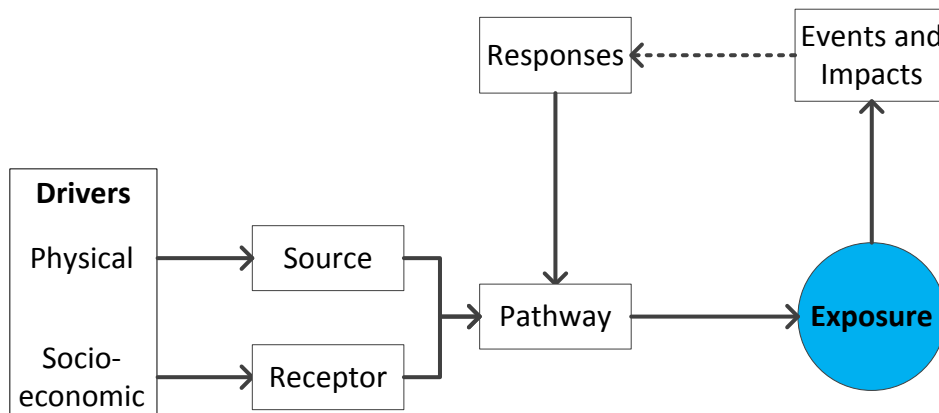 Responses
Events and
Impacts
Drivers
Physical
Source
Pathway
Exposure
Socio-
economic
Receptor